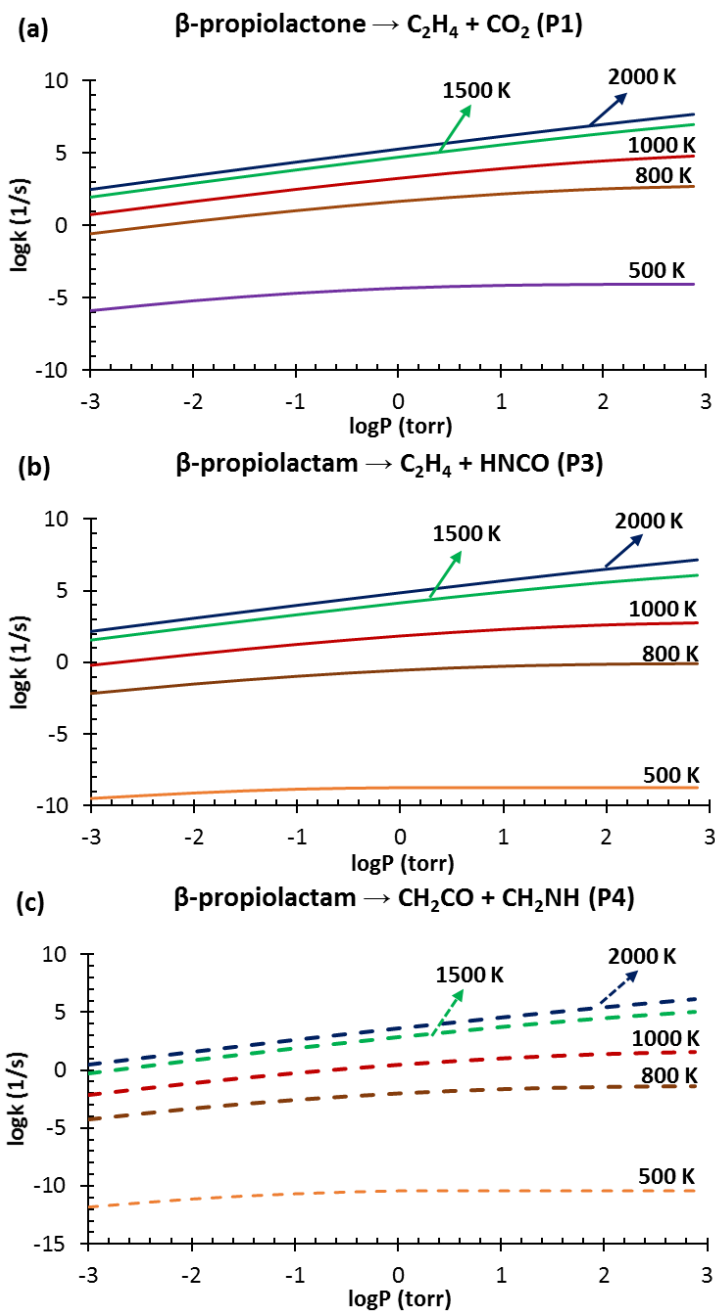 (a)
β-propiolactone → C₂H₄ + CO₂ (P1)
10
5
0
-5
-10
logk (1/s)
1500 K
2000 K
1000 K
800 K
500 K
-3 -2 -1 0 1 2 3
logP (torr)
(b)
β-propiolactam → C₂H₄ + HNCO (P3)
10
5
0
-5
-10
logk (1/s)
1500 K
2000 K
1000 K
800 K
500 K
-3 -2 -1 0 1 2 3
logP (torr)
(c)
β-propiolactam → CH₂CO + CH₂NH (P4)
10
5
0
-5
-10
-15
logk (1/s)
1500 K
2000 K
1000 K
800 K
500 K
-3 -2 -1 0 1 2 3
logP (torr)